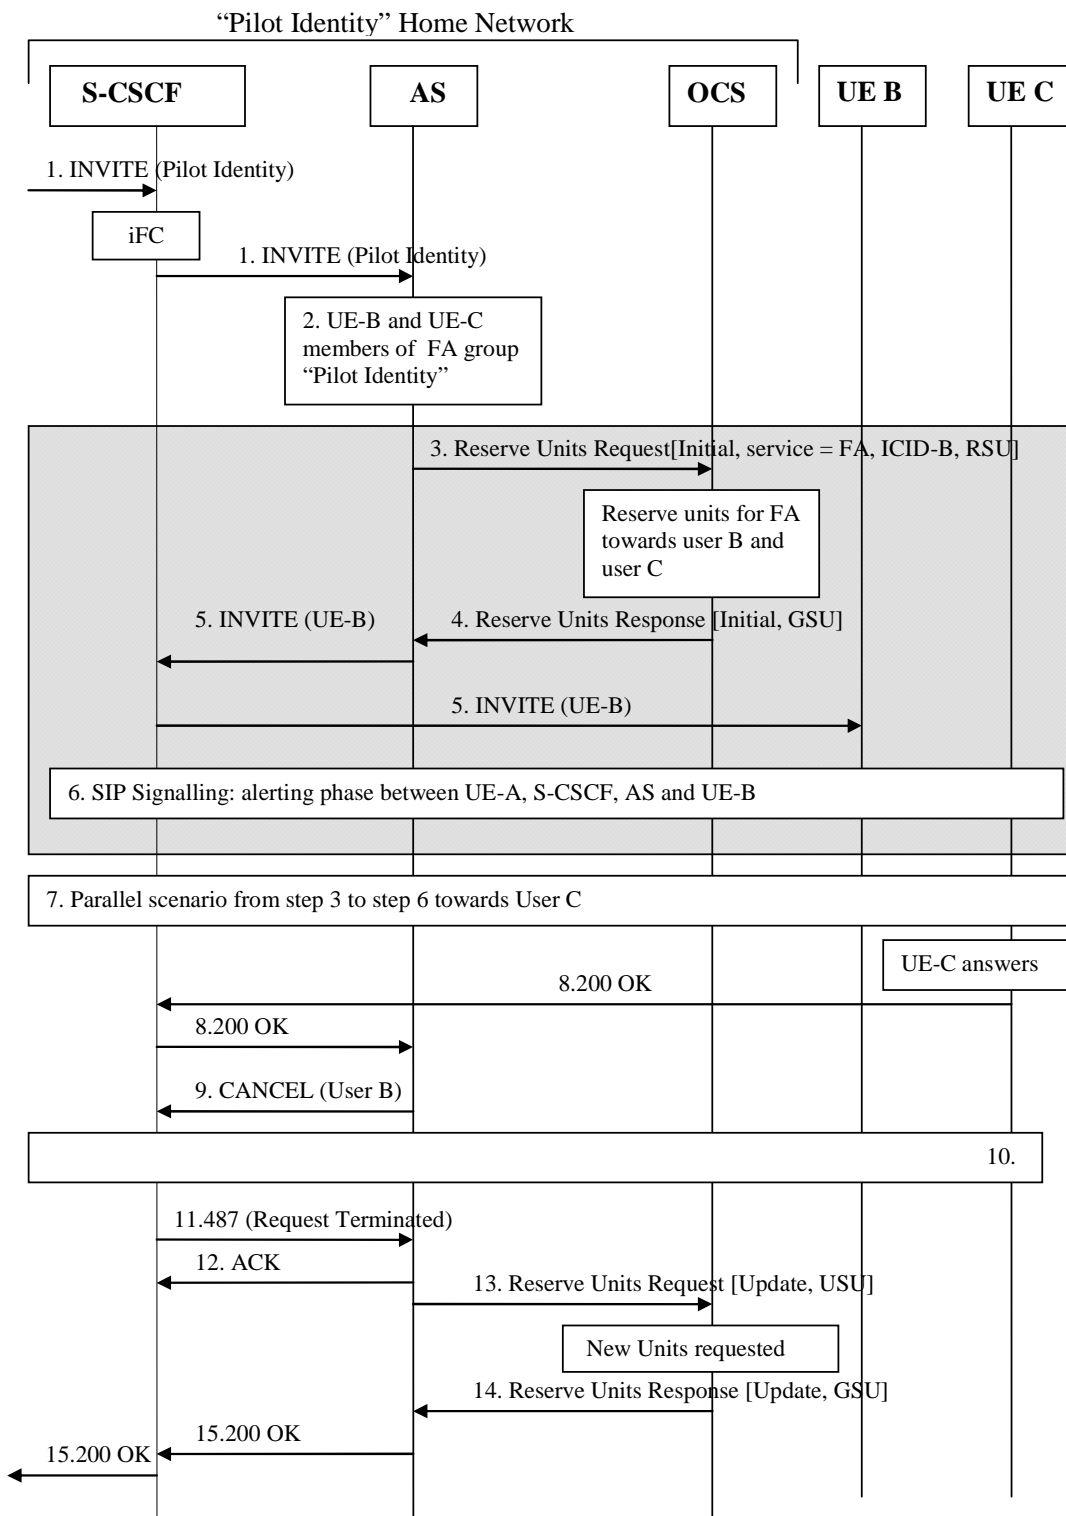 “Pilot Identity” Home Network
S-CSCF
AS
OCS
UE B
UE C
1. INVITE (Pilot Identity)
iFC
1. INVITE (Pilot Identity)
2. UE-B and UE-C
members of FA group
“Pilot Identity”
3. Reserve Units Request[Initial, service = FA, ICID-B, RSU]
Reserve units for FA
towards user B and
user C
5. INVITE (UE-B)
4. Reserve Units Response [Initial, GSU]
5. INVITE (UE-B)
6. SIP Signalling: alerting phase between UE-A, S-CSCF, AS and UE-B
7. Parallel scenario from step 3 to step 6 towards User C
UE-C answers
8.200 OK
8.200 OK
9. CANCEL (User B)
10.
11.487 (Request Terminated)
12. ACK
13. Reserve Units Request [Update, USU]
New Units requested
14. Reserve Units Response [Update, GSU]
15.200 OK
15.200 OK